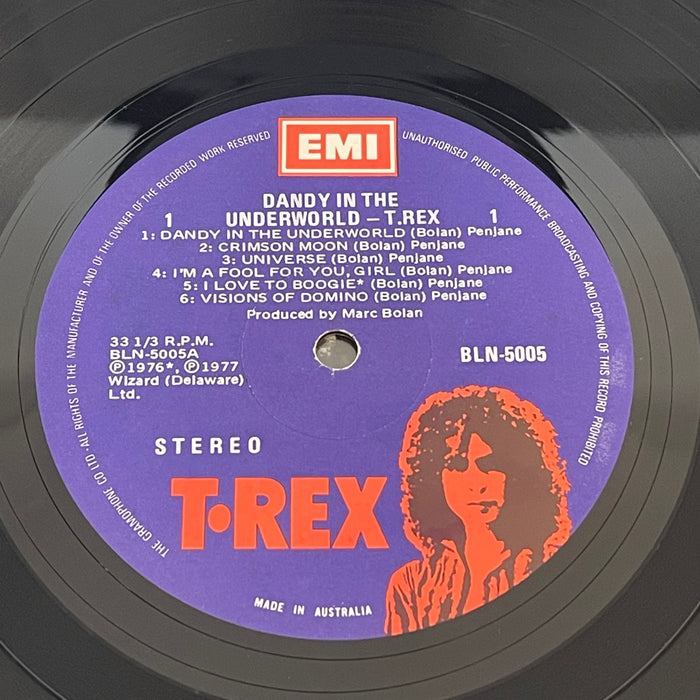 EMI
THE GRAMOPHONE CO LTD · ALL RIGHTS OF THE MANUFACTURER AND OF THE OWNER OF THE RECORDED WORK RESERVED
UNAUTHORISED PUBLIC PERFORMANCE BROADCASTING AND COPYING OF THIS RECORD PROHIBITED
DANDY IN THE
1 UNDERWORLD – T.REX 1
1: DANDY IN THE UNDERWORLD (Bolan) Penjane
2: CRIMSON MOON (Bolan) Penjane
3: UNIVERSE (Bolan) Penjane
4: I'M A FOOL FOR YOU, GIRL (Bolan) Penjane
5: I LOVE TO BOOGIE* (Bolan) Penjane
6: VISIONS OF DOMINO (Bolan) Penjane
Produced by Marc Bolan
33 1/3 R.P.M.
BLN-5005A
Ⓟ1976*, Ⓟ1977
Wizard (Delaware)
Ltd.
BLN-5005
STEREO
T·REX
MADE IN AUSTRALIA